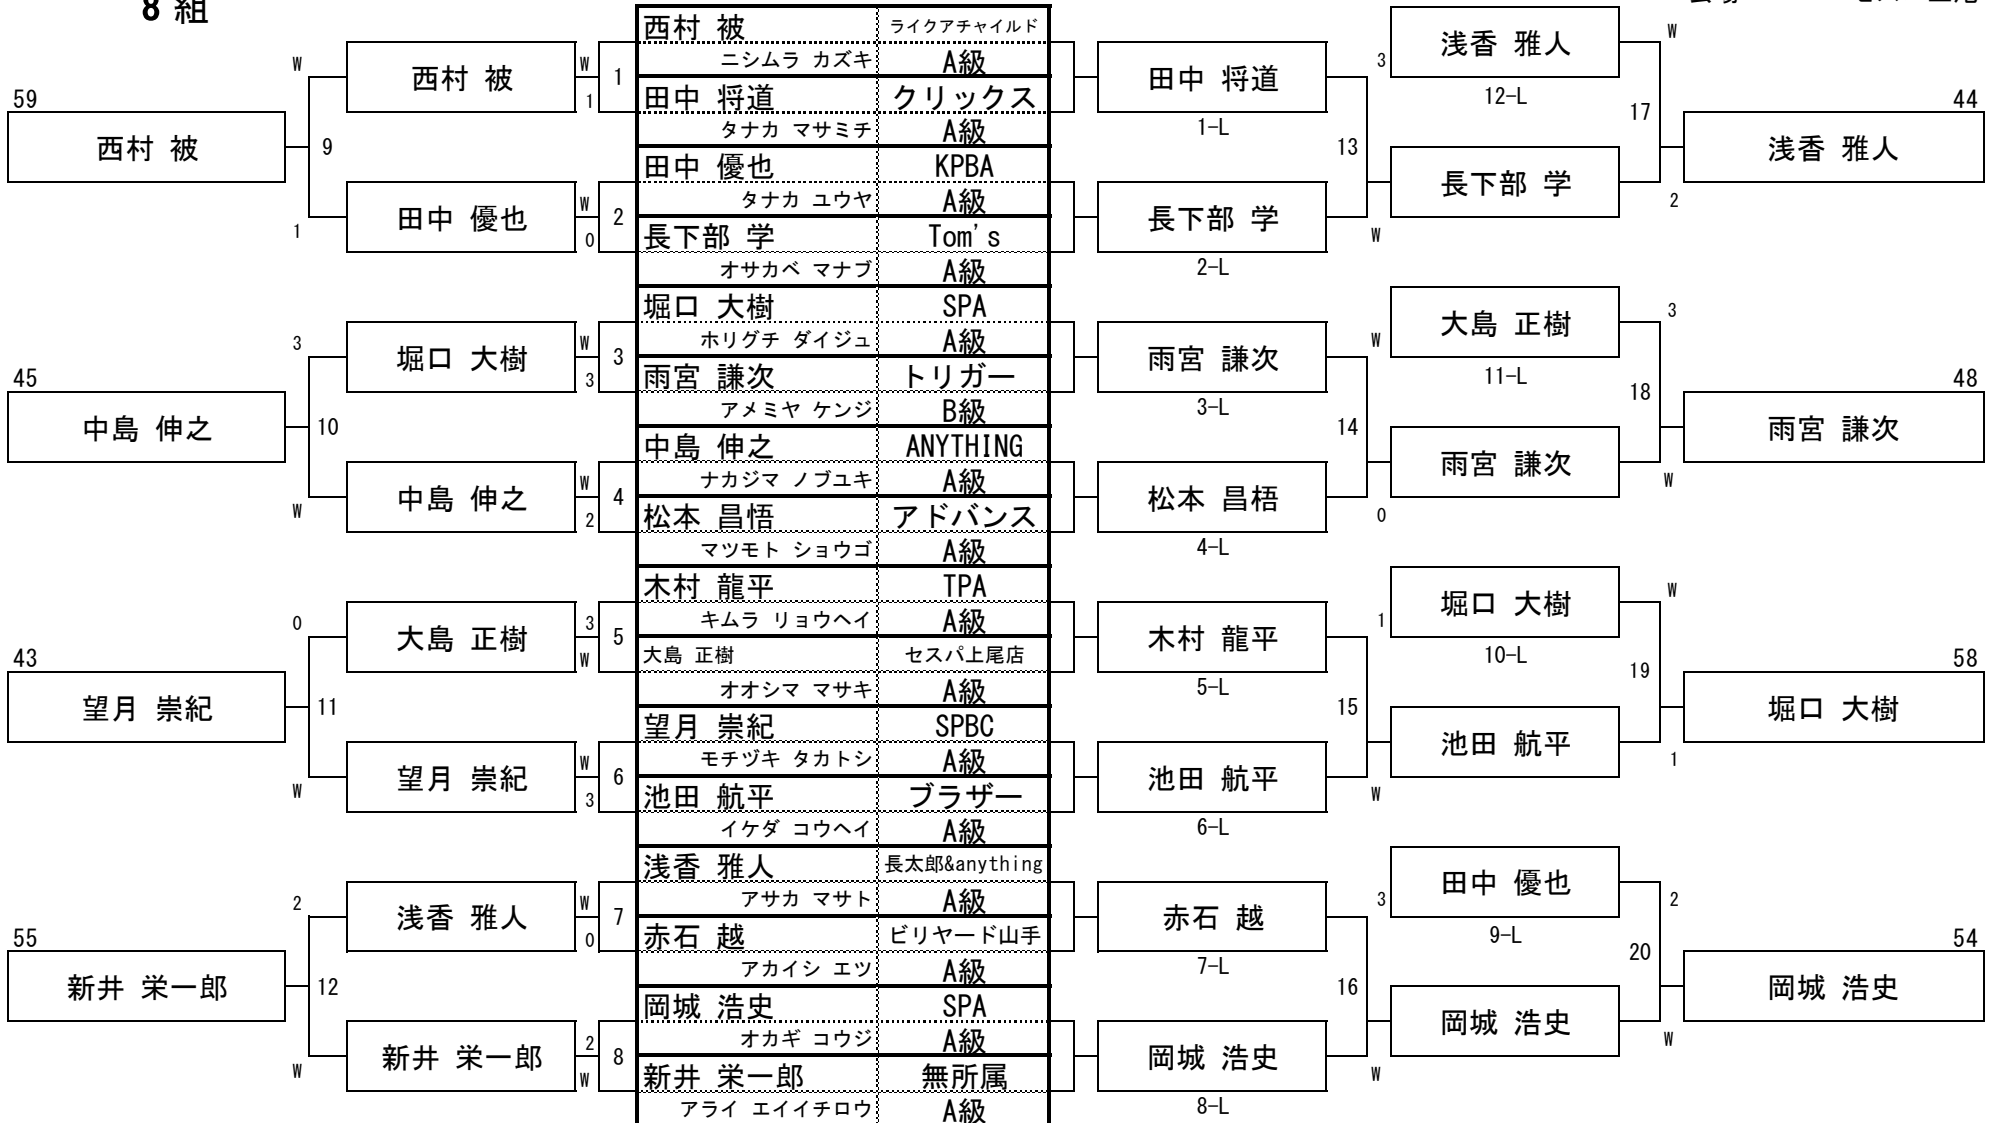 8 組
西村 被 ライクアチャイルド
ニシムラ カズキ A級
田中 将道 クリックス
タナカ マサミチ A級
田中 優也 KPBA
タナカ ユウヤ A級
長下部 学 Tom's
オサカベ マナブ A級
堀口 大樹 SPA
ホリグチ ダイジュ A級
雨宮 謙次 トリガー
アメミヤ ケンジ B級
中島 伸之 ANYTHING
ナカジマ ノブユキ A級
松本 昌悟 アドバンス
マツモト ショウゴ A級
木村 龍平 TPA
キムラ リョウヘイ A級
大島 正樹 セスパ上尾店
オオシマ マサキ A級
望月 崇紀 SPBC
モチヅキ タカトシ A級
池田 航平 ブラザー
イケダ コウヘイ A級
浅香 雅人 長太郎&anything
アサカ マサト A級
赤石 越 ビリヤード山手
アカイシ エツ A級
岡城 浩史 SPA
オカギ コウジ A級
新井 栄一郎 無所属
アライ エイイチロウ A級
59
西村 被
W
9
1
西村 被
W
1
1
田中 優也
W
2
0
45
中島 伸之
3
10
W
堀口 大樹
W
3
3
中島 伸之
W
4
2
43
望月 崇紀
0
11
W
大島 正樹
3
5
W
望月 崇紀
W
6
3
55
新井 栄一郎
2
12
W
浅香 雅人
W
7
0
新井 栄一郎
2
8
W
田中 将道
1-L
長下部 学
2-L
3
13
W
雨宮 謙次
3-L
松本 昌悟
4-L
W
14
0
木村 龍平
5-L
池田 航平
6-L
1
15
W
赤石 越
7-L
岡城 浩史
8-L
3
16
W
浅香 雅人
12-L
長下部 学
W
17
2
44
浅香 雅人
大島 正樹
11-L
雨宮 謙次
3
18
W
48
雨宮 謙次
堀口 大樹
10-L
池田 航平
W
19
1
58
堀口 大樹
田中 優也
9-L
岡城 浩史
2
20
W
54
岡城 浩史